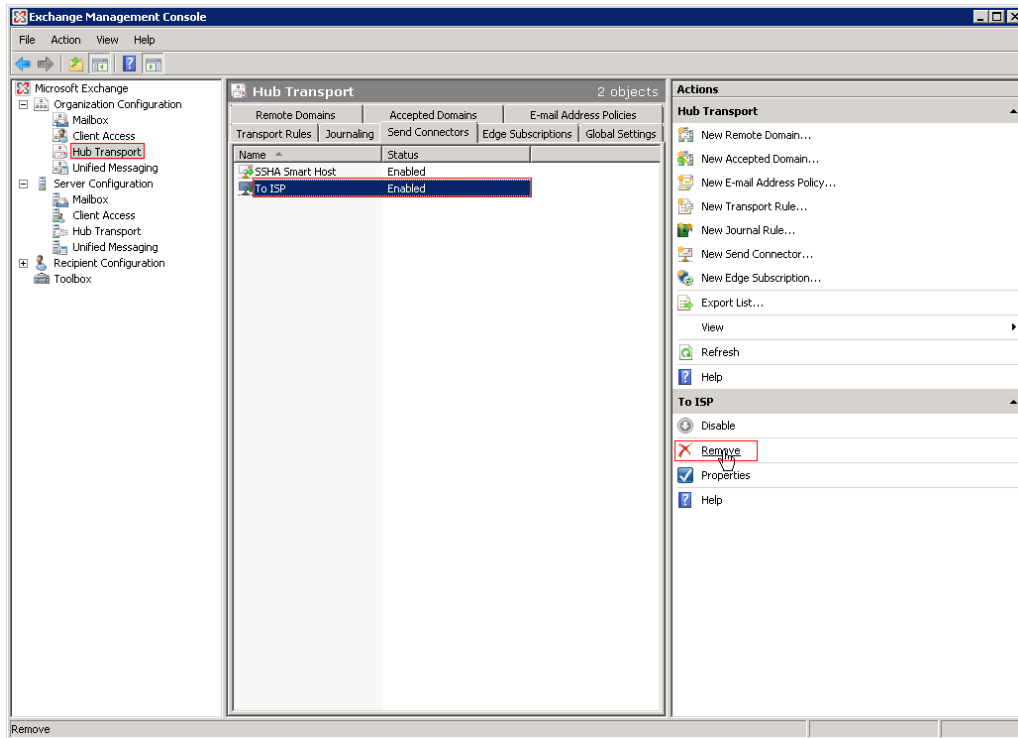 Exchange Management Console
File Action View Help
Microsoft Exchange
Organization Configuration
Mailbox
Client Access
Hub Transport
Unified Messaging
Server Configuration
Mailbox
Client Access
Hub Transport
Unified Messaging
Recipient Configuration
Toolbox
Hub Transport 2 objects
Remote Domains Accepted Domains E-mail Address Policies
Transport Rules Journaling Send Connectors Edge Subscriptions Global Settings
Name Status
SSHA Smart Host Enabled
To ISP Enabled
Actions
Hub Transport
New Remote Domain...
New Accepted Domain...
New E-mail Address Policy...
New Transport Rule...
New Journal Rule...
New Send Connector...
New Edge Subscription...
Export List...
View
Refresh
Help
To ISP
Disable
Remove
Properties
Help
Remove